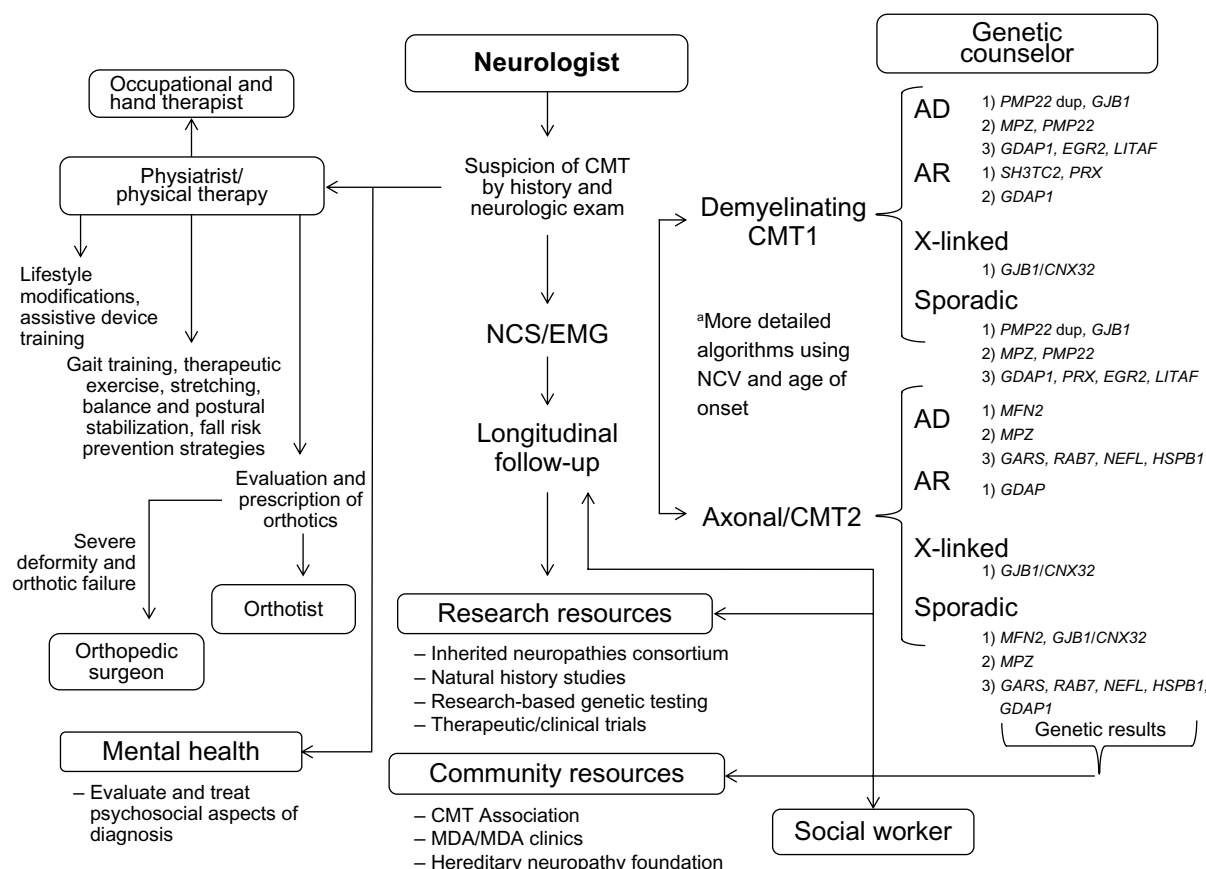 Neurologist
Suspicion of CMT
by history and
neurologic exam
NCS/EMG
Longitudinal
follow-up
Occupational and
hand therapist
Physiatrist/
physical therapy
Lifestyle
modifications,
assistive device
training
Gait training, therapeutic
exercise, stretching,
balance and postural
stabilization, fall risk
prevention strategies
Evaluation and
prescription of
orthotics
Severe
deformity and
orthotic failure
Orthotist
Orthopedic
surgeon
Mental health
– Evaluate and treat
psychosocial aspects of
diagnosis
Research resources
– Inherited neuropathies consortium
– Natural history studies
– Research-based genetic testing
– Therapeutic/clinical trials
Community resources
– CMT Association
– MDA/MDA clinics
– Hereditary neuropathy foundation
Social worker
Demyelinating
CMT1
ᵃMore detailed
algorithms using
NCV and age of
onset
Axonal/CMT2
Genetic
counselor
AD
1) PMP22 dup, GJB1
2) MPZ, PMP22
3) GDAP1, EGR2, LITAF
AR
1) SH3TC2, PRX
2) GDAP1
X-linked
1) GJB1/CNX32
Sporadic
1) PMP22 dup, GJB1
2) MPZ, PMP22
3) GDAP1, PRX, EGR2, LITAF
AD
1) MFN2
2) MPZ
3) GARS, RAB7, NEFL, HSPB1
AR
1) GDAP
X-linked
1) GJB1/CNX32
Sporadic
1) MFN2, GJB1/CNX32
2) MPZ
3) GARS, RAB7, NEFL, HSPB1,
GDAP1
Genetic results